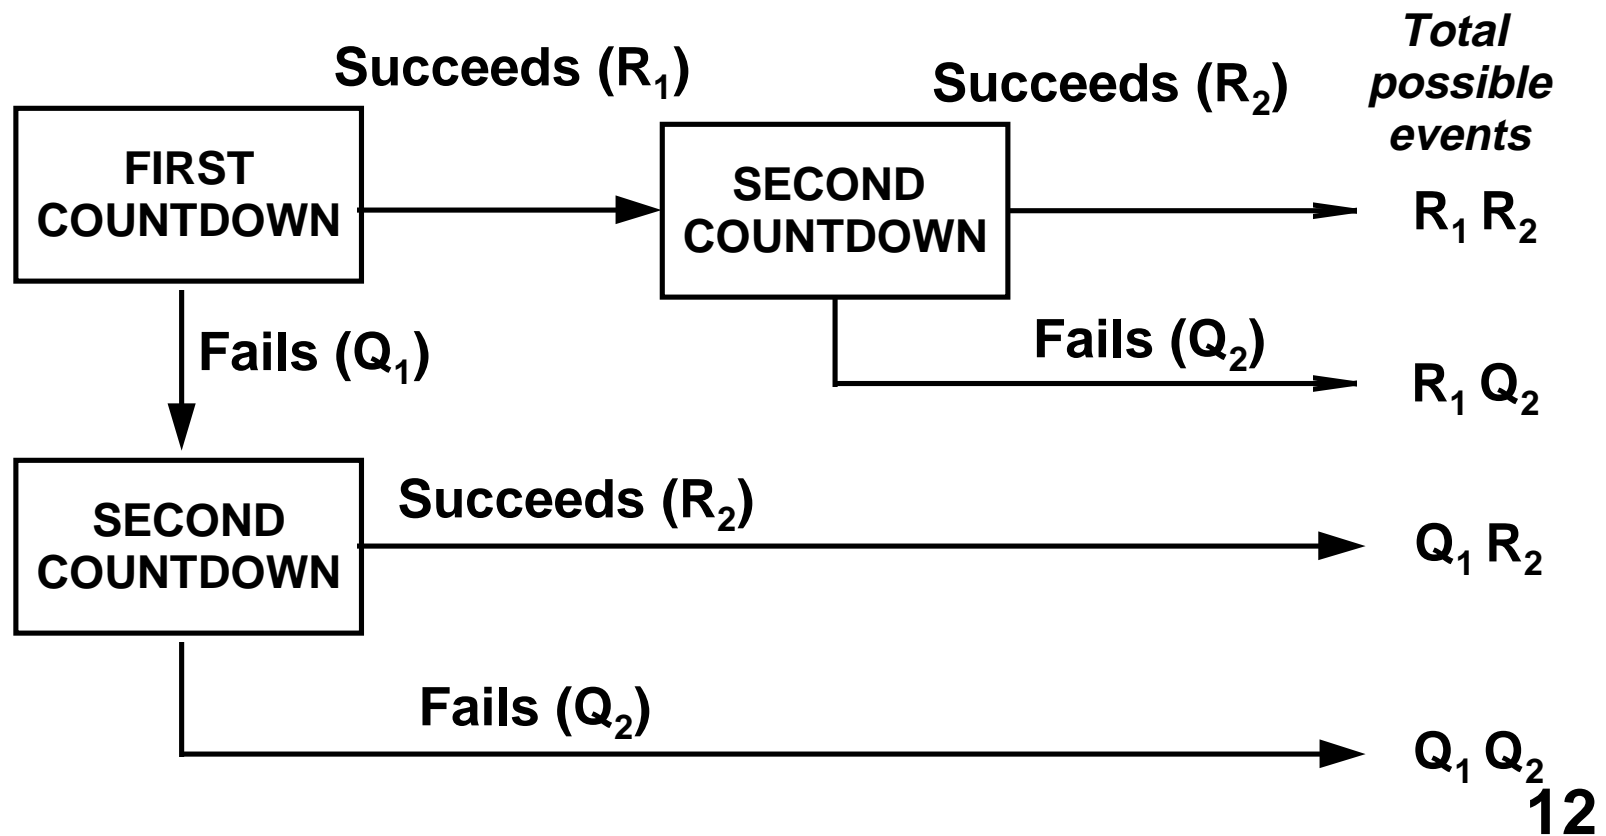 Total
possible
events
Succeeds (R₁)
Succeeds (R₂)
FIRST
COUNTDOWN
SECOND
COUNTDOWN
R₁ R₂
Fails (Q₁)
Fails (Q₂)
R₁ Q₂
SECOND
COUNTDOWN
Succeeds (R₂)
Q₁ R₂
Fails (Q₂)
Q₁ Q₂
12